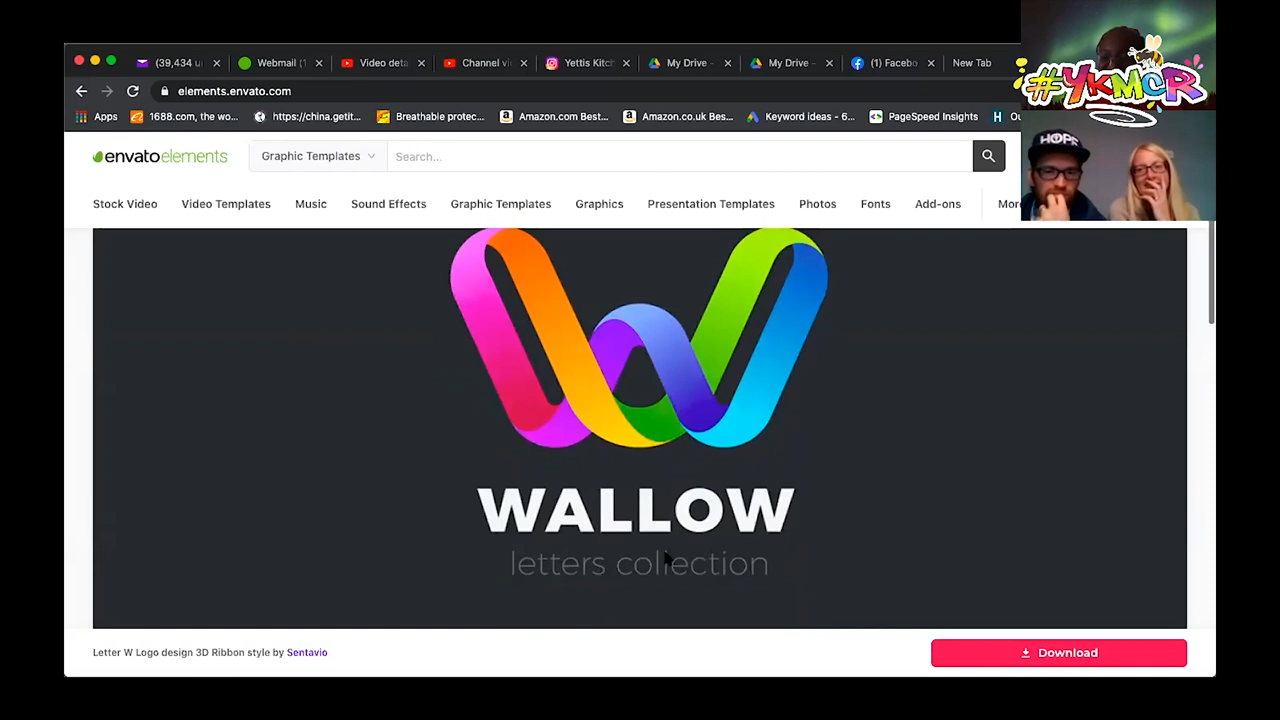 (39,434 u
Webmail (1
Video deta
Channel vi
Yettis Kitch
My Drive -
My Drive -
(1) Facebo
New Tab
elements.envato.com
#YKMCR
Apps
1688.com, the wo...
https://china.getit...
Breathable protec...
Amazon.com Best...
Amazon.co.uk Bes...
Keyword ideas - 6...
PageSpeed Insights
H Ou
HOPE
envatoelements
Graphic Templates
Search...
Stock Video
Video Templates
Music
Sound Effects
Graphic Templates
Graphics
Presentation Templates
Photos
Fonts
Add-ons
More
WALLOW
letters collection
Letter W Logo design 3D Ribbon style by Sentavio
Download